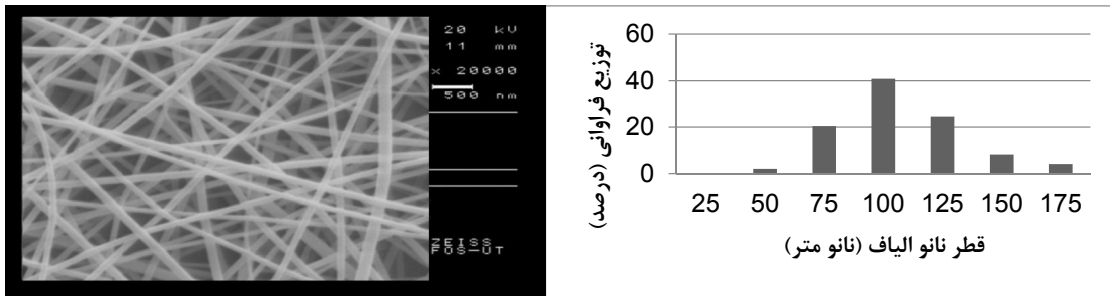 20 kV
11 mm
x 20000
500 nm
ZEISS
FOS-UT
توزیع فراوانی (درصد)
60
40
20
0
25 50 75 100 125 150 175
قطر نانو الیاف (نانو متر)